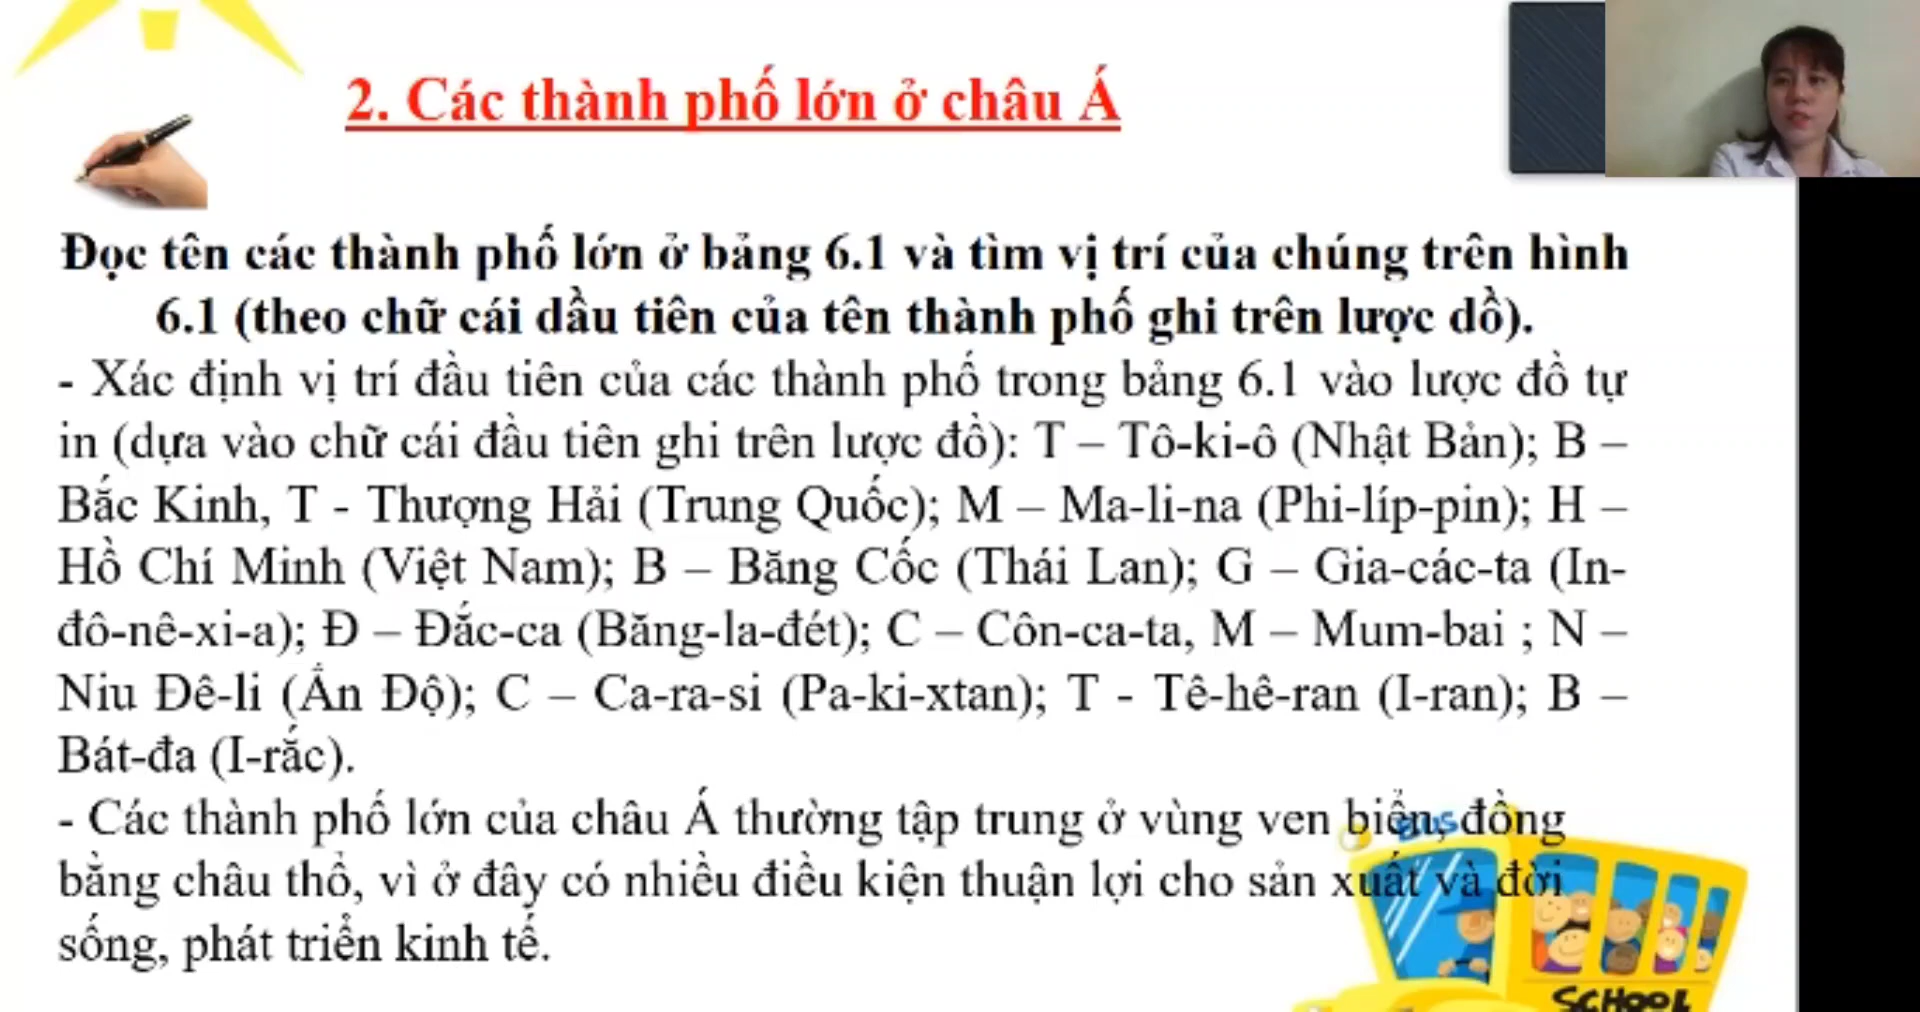 2. Các thành phố lớn ở châu Á
Đọc tên các thành phố lớn ở bảng 6.1 và tìm vị trí của chúng trên hình
6.1 (theo chữ cái dầu tiên của tên thành phố ghi trên lược dồ).
- Xác định vị trí đầu tiên của các thành phố trong bảng 6.1 vào lược đồ tự
in (dựa vào chữ cái đầu tiên ghi trên lược đồ): T – Tô-ki-ô (Nhật Bản); B –
Bắc Kinh, T - Thượng Hải (Trung Quốc); M – Ma-li-na (Phi-líp-pin); H –
Hồ Chí Minh (Việt Nam); B – Băng Cốc (Thái Lan); G – Gia-các-ta (In-
đô-nê-xi-a); Đ – Đắc-ca (Băng-la-đét); C – Côn-ca-ta, M – Mum-bai ; N –
Niu Đê-li (Ấn Độ); C – Ca-ra-si (Pa-ki-xtan); T - Tê-hê-ran (I-ran); B –
Bát-đa (I-rắc).
- Các thành phố lớn của châu Á thường tập trung ở vùng ven biển, đồng
bằng châu thổ, vì ở đây có nhiều điều kiện thuận lợi cho sản xuất và đời
sống, phát triển kinh tế.
BUS
SCHOOL